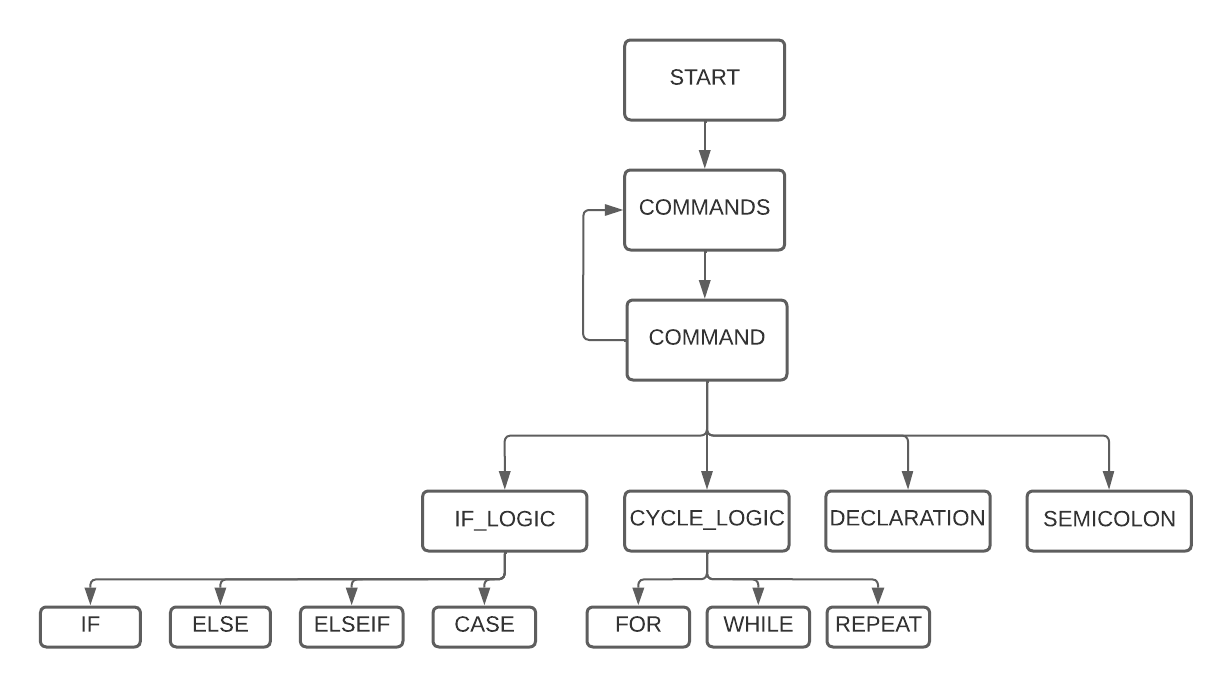 START
COMMANDS
COMMAND
IF_LOGIC
CYCLE_LOGIC
DECLARATION
SEMICOLON
IF
ELSE
ELSEIF
CASE
FOR
WHILE
REPEAT